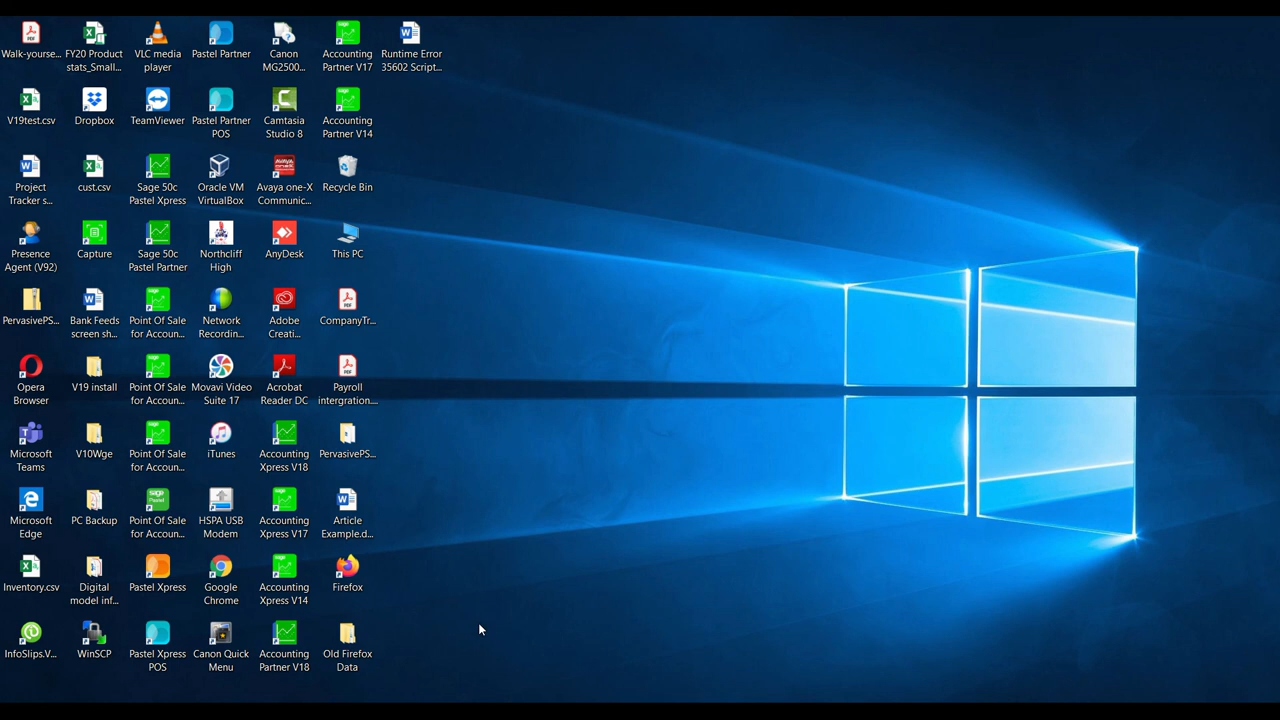 Walk-yourse...
FY20 Product
stats_Small...
VLC media
player
Pastel Partner
Canon
MG2500...
Accounting
Partner V17
Runtime Error
35602 Script...
V19test.csv
Dropbox
TeamViewer
Pastel Partner
POS
Camtasia
Studio 8
Accounting
Partner V14
Project
Tracker s...
cust.csv
Sage 50c
Pastel Xpress
Oracle VM
VirtualBox
Avaya one-X
Communic...
Recycle Bin
Presence
Agent (V92)
Capture
Sage 50c
Pastel Partner
Northcliff
High
AnyDesk
This PC
PervasivePS...
Bank Feeds
screen sh...
Point Of Sale
for Accoun...
Network
Recordin...
Adobe
Creati...
CompanyTr...
Opera
Browser
V19 install
Point Of Sale
for Accoun...
Movavi Video
Suite 17
Acrobat
Reader DC
Payroll
intergration....
Microsoft
Teams
V10Wge
Point Of Sale
for Accoun...
iTunes
Accounting
Xpress V18
PervasivePS...
Microsoft
Edge
PC Backup
Point Of Sale
for Accoun...
HSPA USB
Modem
Accounting
Xpress V17
Article
Example.d...
Inventory.csv
Digital
model inf...
Pastel Xpress
Google
Chrome
Accounting
Xpress V14
Firefox
InfoSlips.V...
WinSCP
Pastel Xpress
POS
Canon Quick
Menu
Accounting
Partner V18
Old Firefox
Data